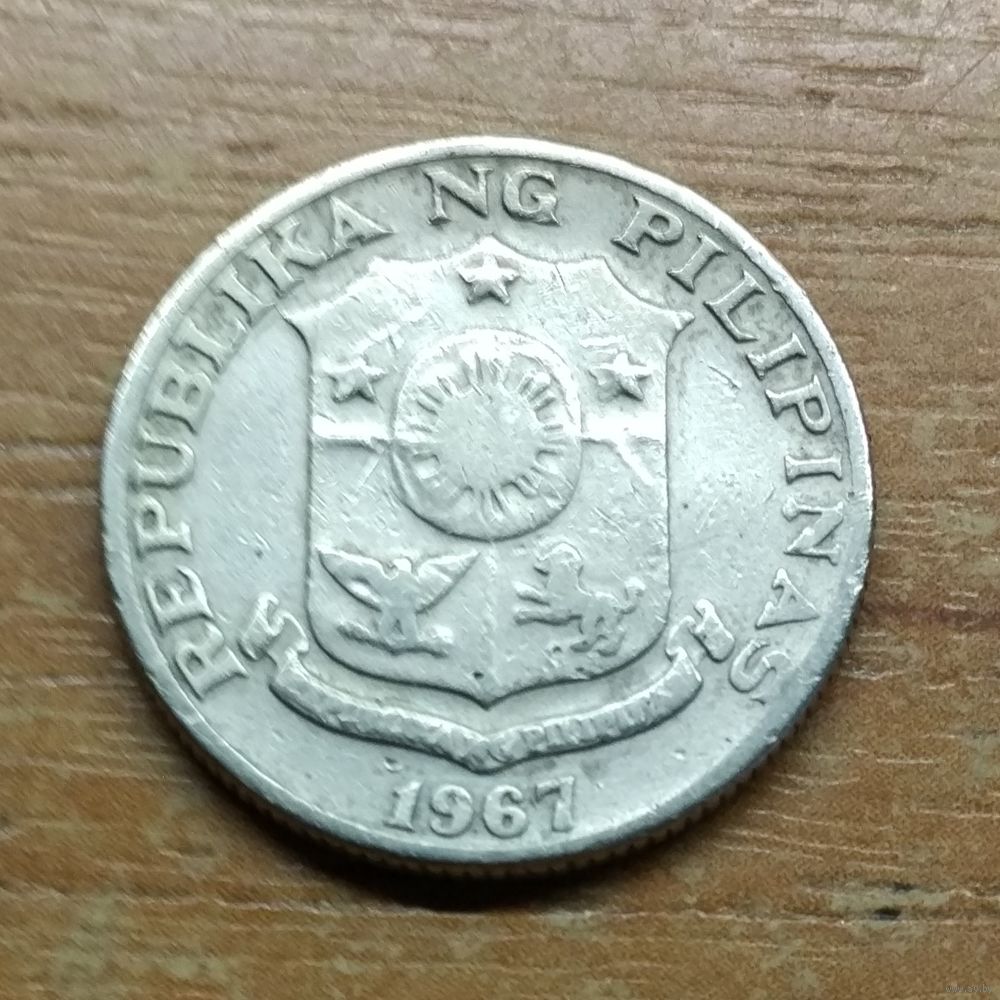 REPUBLIKA NG PILIPINAS
1967